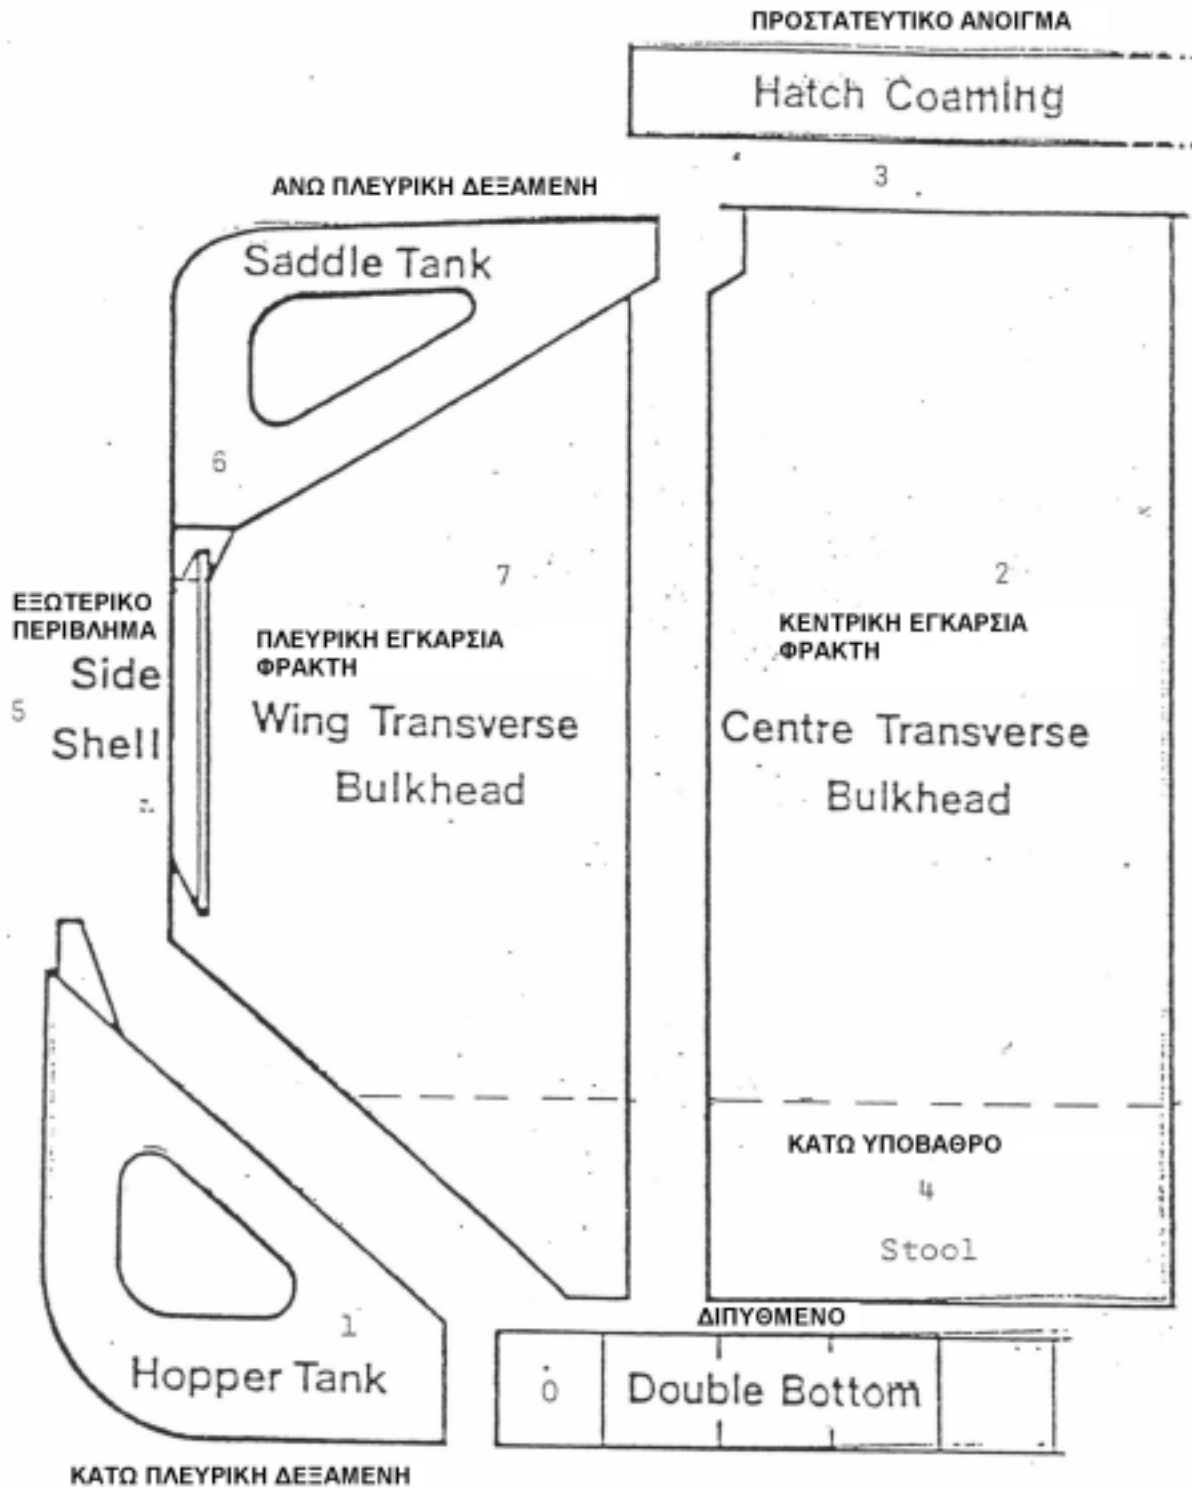 ΠΡΟΣΤΑΤΕΥΤΙΚΟ ΑΝΟΙΓΜΑ
Hatch Coaming
3
ΑΝΩ ΠΛΕΥΡΙΚΗ ΔΕΞΑΜΕΝΗ
Saddle Tank
6
7
2
ΕΞΩΤΕΡΙΚΟ
ΠΕΡΙΒΛΗΜΑ
Side
Shell
5
ΠΛΕΥΡΙΚΗ ΕΓΚΑΡΣΙΑ
ΦΡΑΚΤΗ
Wing Transverse
Bulkhead
ΚΕΝΤΡΙΚΗ ΕΓΚΑΡΣΙΑ
ΦΡΑΚΤΗ
Centre Transverse
Bulkhead
ΚΑΤΩ ΥΠΟΒΑΘΡΟ
4
Stool
1
Hopper Tank
ΚΑΤΩ ΠΛΕΥΡΙΚΗ ΔΕΞΑΜΕΝΗ
ΔΙΠΥΘΜΕΝΟ
0
Double Bottom